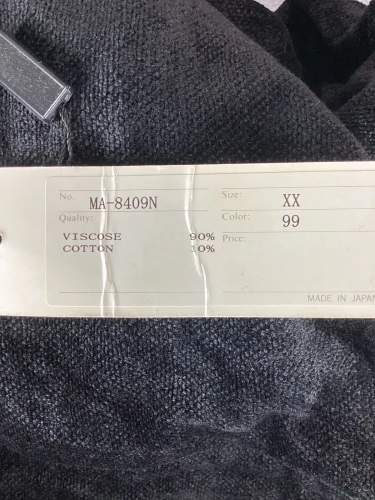 No. MA-8409N
Size: XX
Quality:
Color: 99
VISCOSE 90%
COTTON 10%
Price:
MADE IN JAPAN